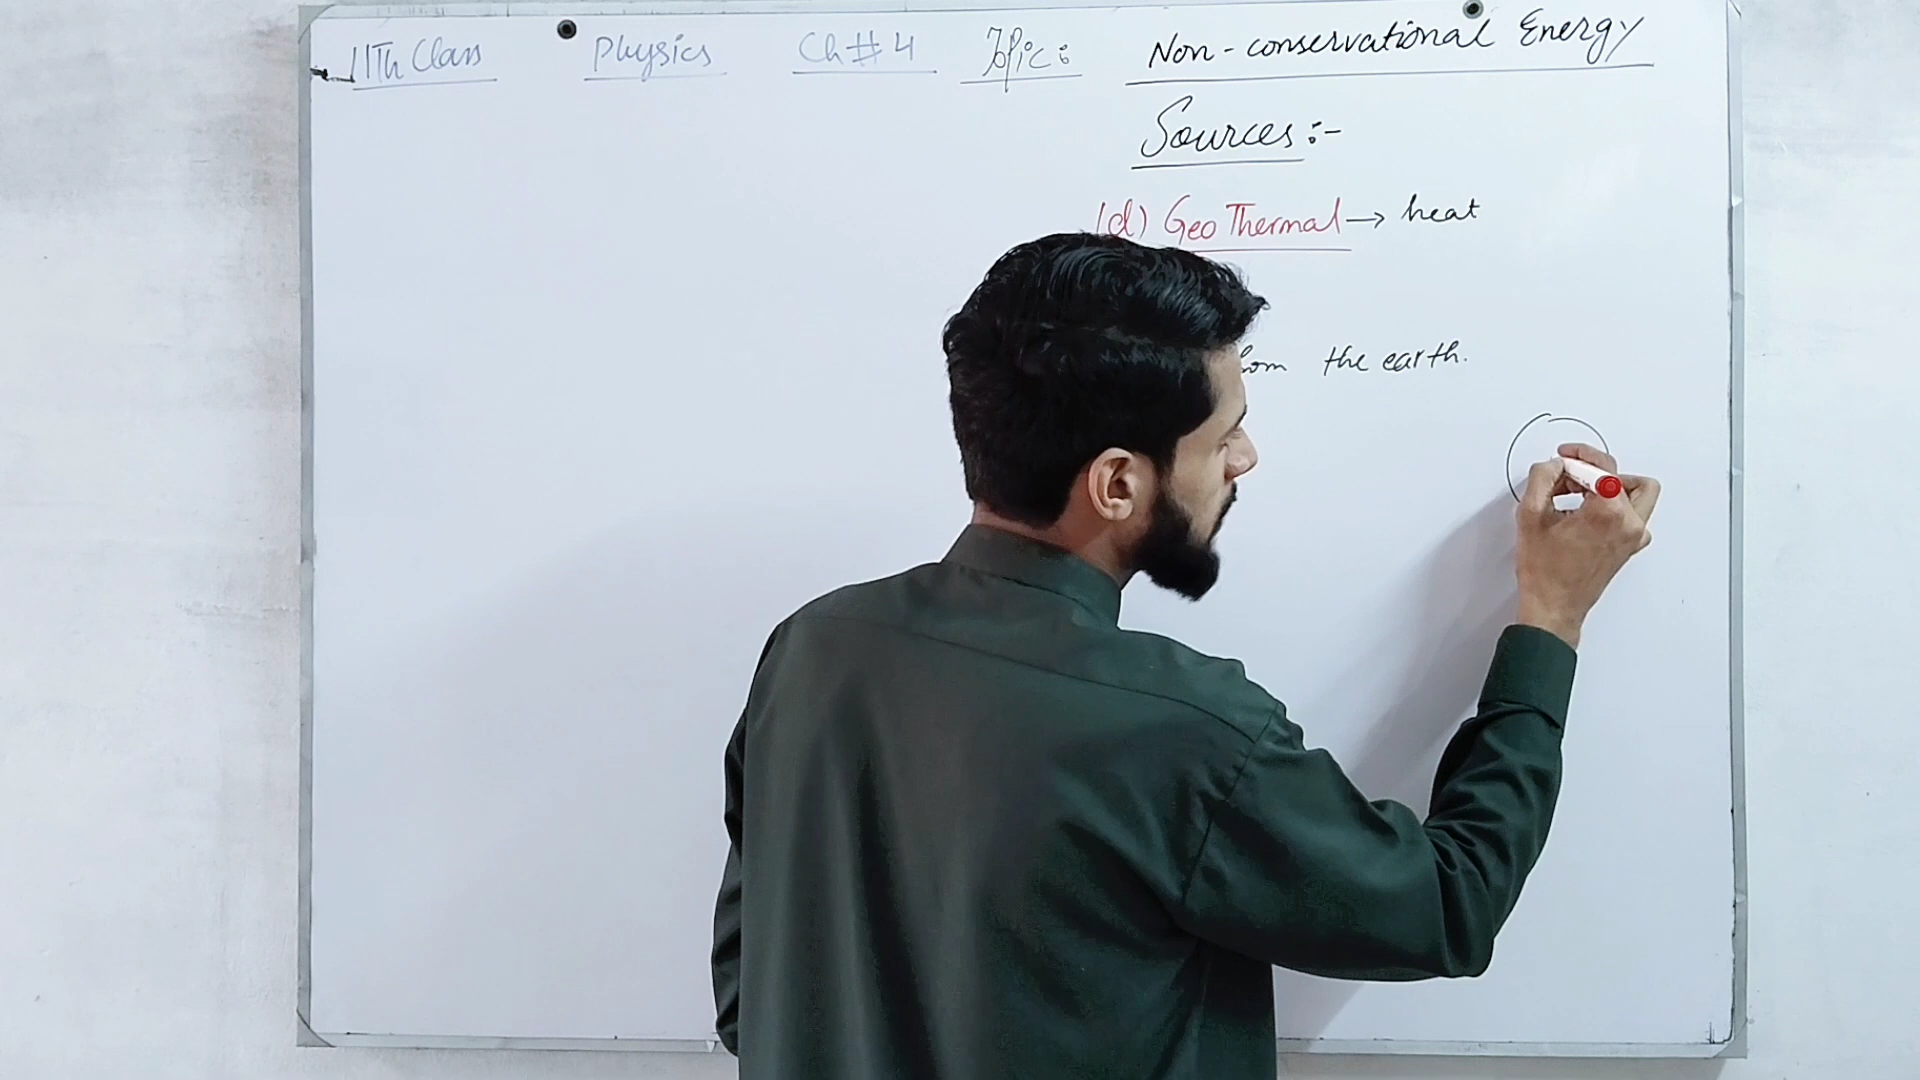 11Th Class Physics Ch # 4 Topic: Non-conservational Energy
Sources :-
(d) Geo Thermal → heat
the earth.